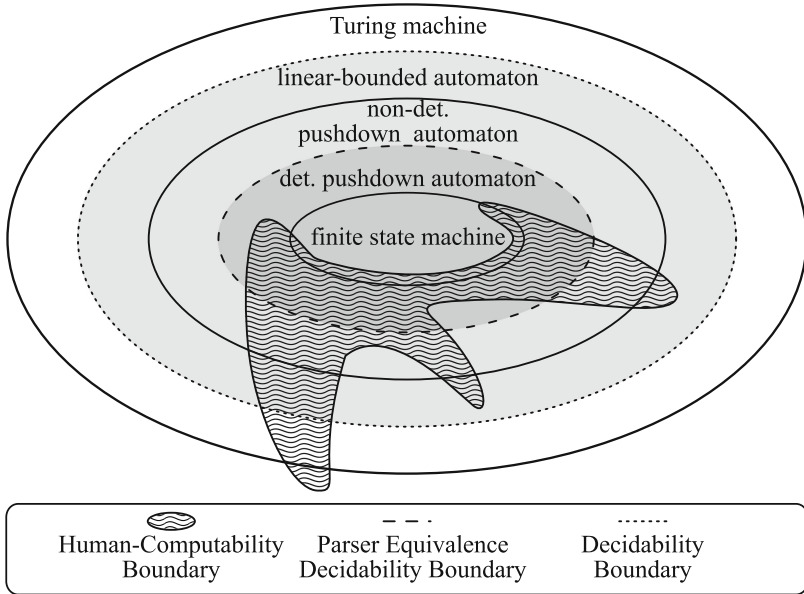 Turing machine
linear-bounded automaton
non-det.
pushdown automaton
det. pushdown automaton
finite state machine
Human-Computability
Boundary
Parser Equivalence
Decidability Boundary
Decidability
Boundary